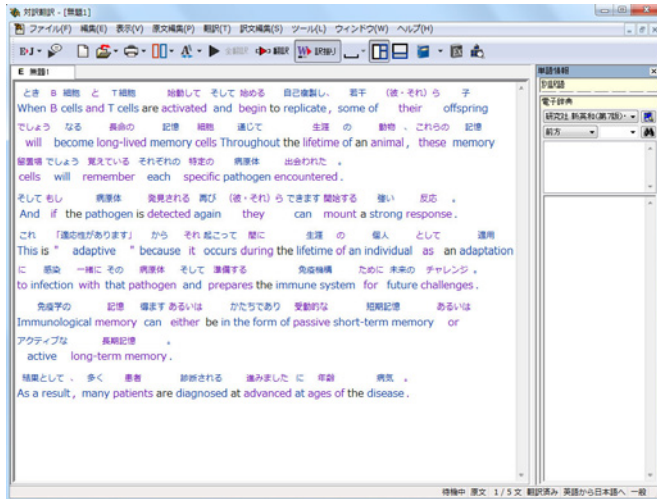 対訳翻訳 - [無題1]
ファイル(F) 編集(E) 表示(V) 原文編集(P) 翻訳(T) 訳文編集(S) ツール(L) ウィンドウ(W) ヘルプ(H)
E›J 全翻訳 翻訳 訳振り
E 無題1
単語情報
とき B 細胞 と T細胞 始動して そして 始める 自己複製し、 若干 (彼・それ)ら 子
When B cells and T cells are activated and begin to replicate, some of their offspring
でしょう なる 長命の 記憶 細胞 通じて 生涯 の 動物 、 これらの 記憶
will become long-lived memory cells Throughout the lifetime of an animal, these memory
でしょう 覚えている それぞれの 特定の 病原体 出会われた 。
cells will remember each specific pathogen encountered.
そして もし 病原体 発見される 再び (彼・それ)ら できます 開始する 強い 反応 。
And if the pathogen is detected again they can mount a strong response.
これ 「適応性があります」 から それ 起こって 間に 生涯 の 個人 として 適用
This is " adaptive " because it occurs during the lifetime of an individual as an adaptation
に 感染 一緒に その 病原体 そして 準備する 免疫機構 ために 未来の チャレンジ 。
to infection with that pathogen and prepares the immune system for future challenges.
免疫学の 記憶 得ます あるいは かたちであり 受動的な 短期記憶 あるいは
Immunological memory can either be in the form of passive short-term memory or
アクティブな 長期記憶 。
active long-term memory.
結果として 、 多く 患者 診断される 進みました に 年齢 病気 。
As a result, many patients are diagnosed at advanced at ages of the disease.
電子辞典
研究社 新英和(第7版)・
前方
待機中 原文 1 / 5 文 翻訳済み 英語から日本語へ 一般